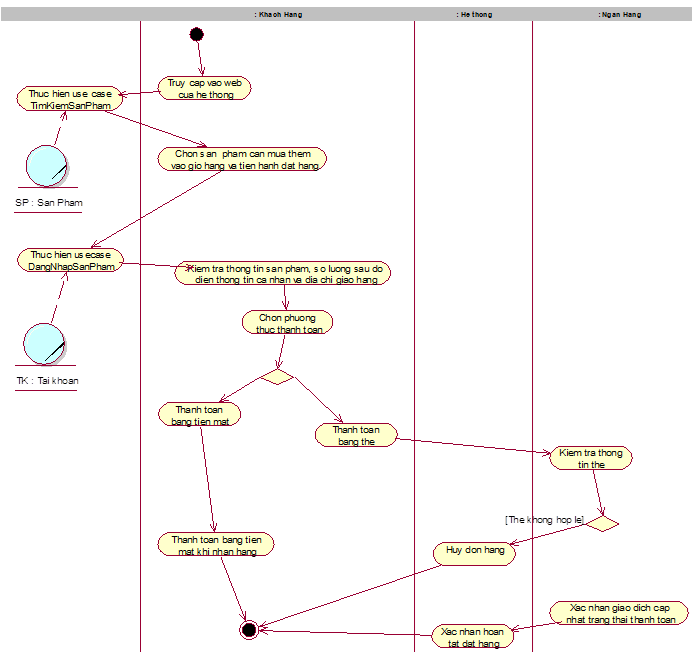 : Khach Hang
: He thong
: Ngan Hang
Truy cap vao web
cua he thong
Thuc hien use case
TimKiemSanPham
Chon san pham can mua them
vao gio hang va tien hanh dat hang
SP : San Pham
Thuc hien usecase
DangNhapSanPham
Kiem tra thong tin san pham, so luong sau do
dien thong tin ca nhan va dia chi giao hang
Chon phuong
thuc thanh toan
TK : Tai khoan
Thanh toan
bang tien mat
Thanh toan
bang the
Kiem tra thong
tin the
[The khong hop le]
Thanh toan bang tien
mat khi nhan hang
Huy don hang
Xac nhan giao dich cap
nhat trang thai thanh toan
Xac nhan hoan
tat dat hang